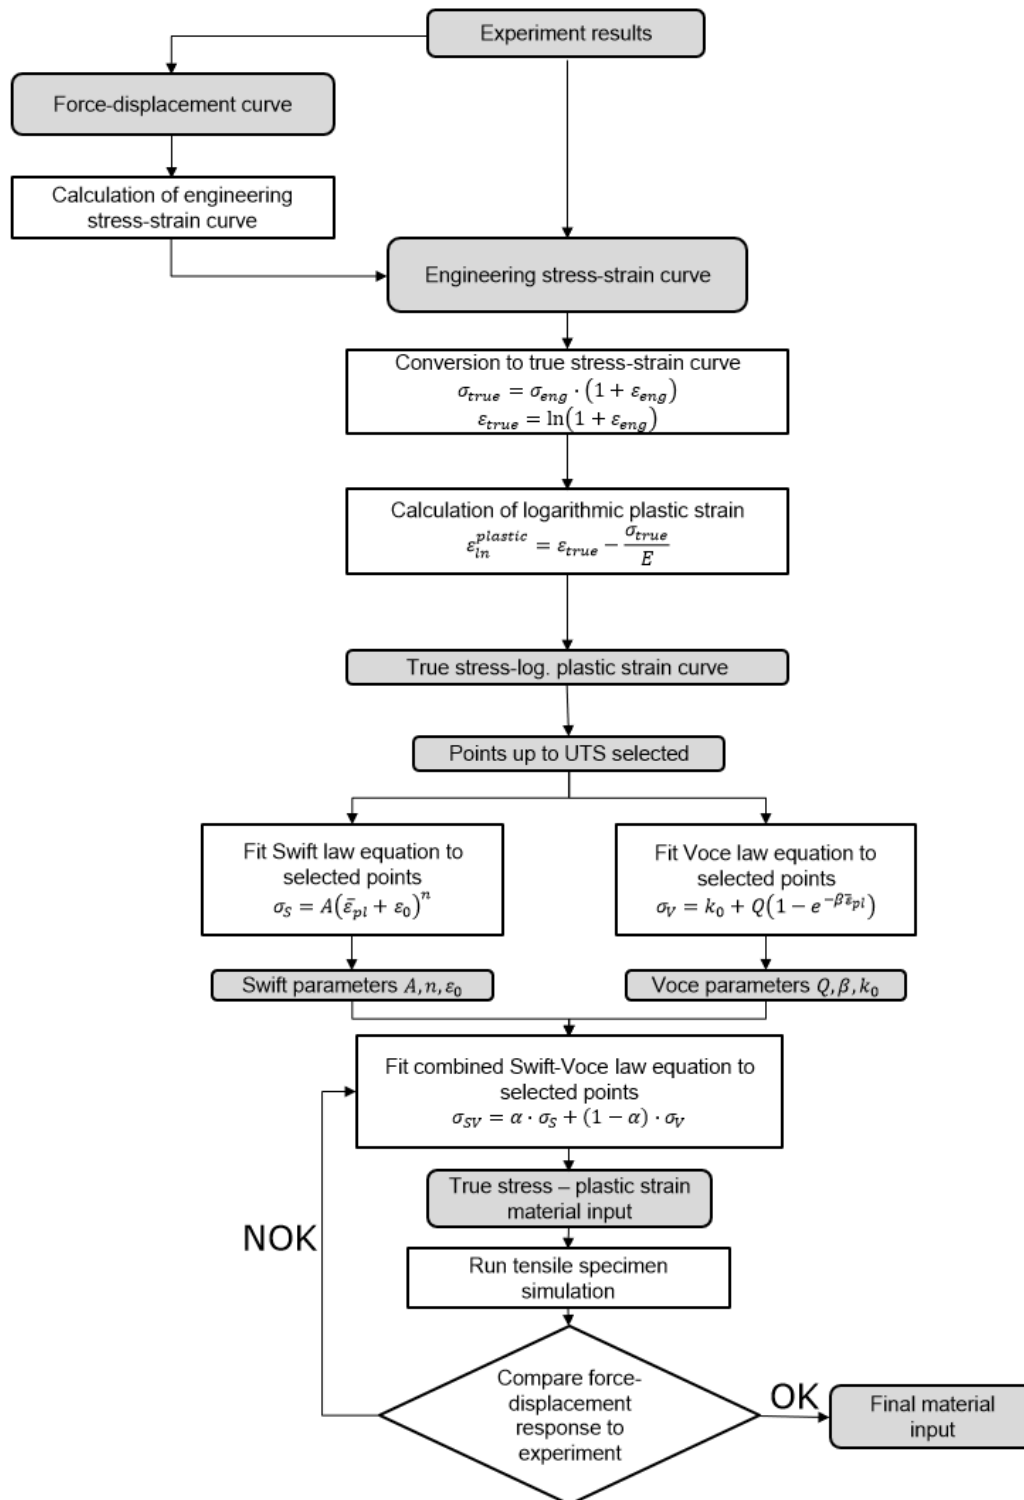 Experiment results
Force-displacement curve
Calculation of engineering
stress-strain curve
Engineering stress-strain curve
Conversion to true stress-strain curve
σ_true = σ_eng · (1 + ε_eng)
ε_true = ln(1 + ε_eng)
Calculation of logarithmic plastic strain
ε_ln^plastic = ε_true − σ_true/E
True stress-log. plastic strain curve
Points up to UTS selected
Fit Swift law equation to
selected points
σ_S = A(ε̄_pl + ε_0)^n
Fit Voce law equation to
selected points
σ_V = k_0 + Q(1 − e^(−βε̄_pl))
Swift parameters A, n, ε_0
Voce parameters Q, β, k_0
Fit combined Swift-Voce law equation to
selected points
σ_SV = α · σ_S + (1 − α) · σ_V
True stress – plastic strain
material input
NOK
Run tensile specimen
simulation
Compare force-
displacement
response to
experiment
OK
Final material
input